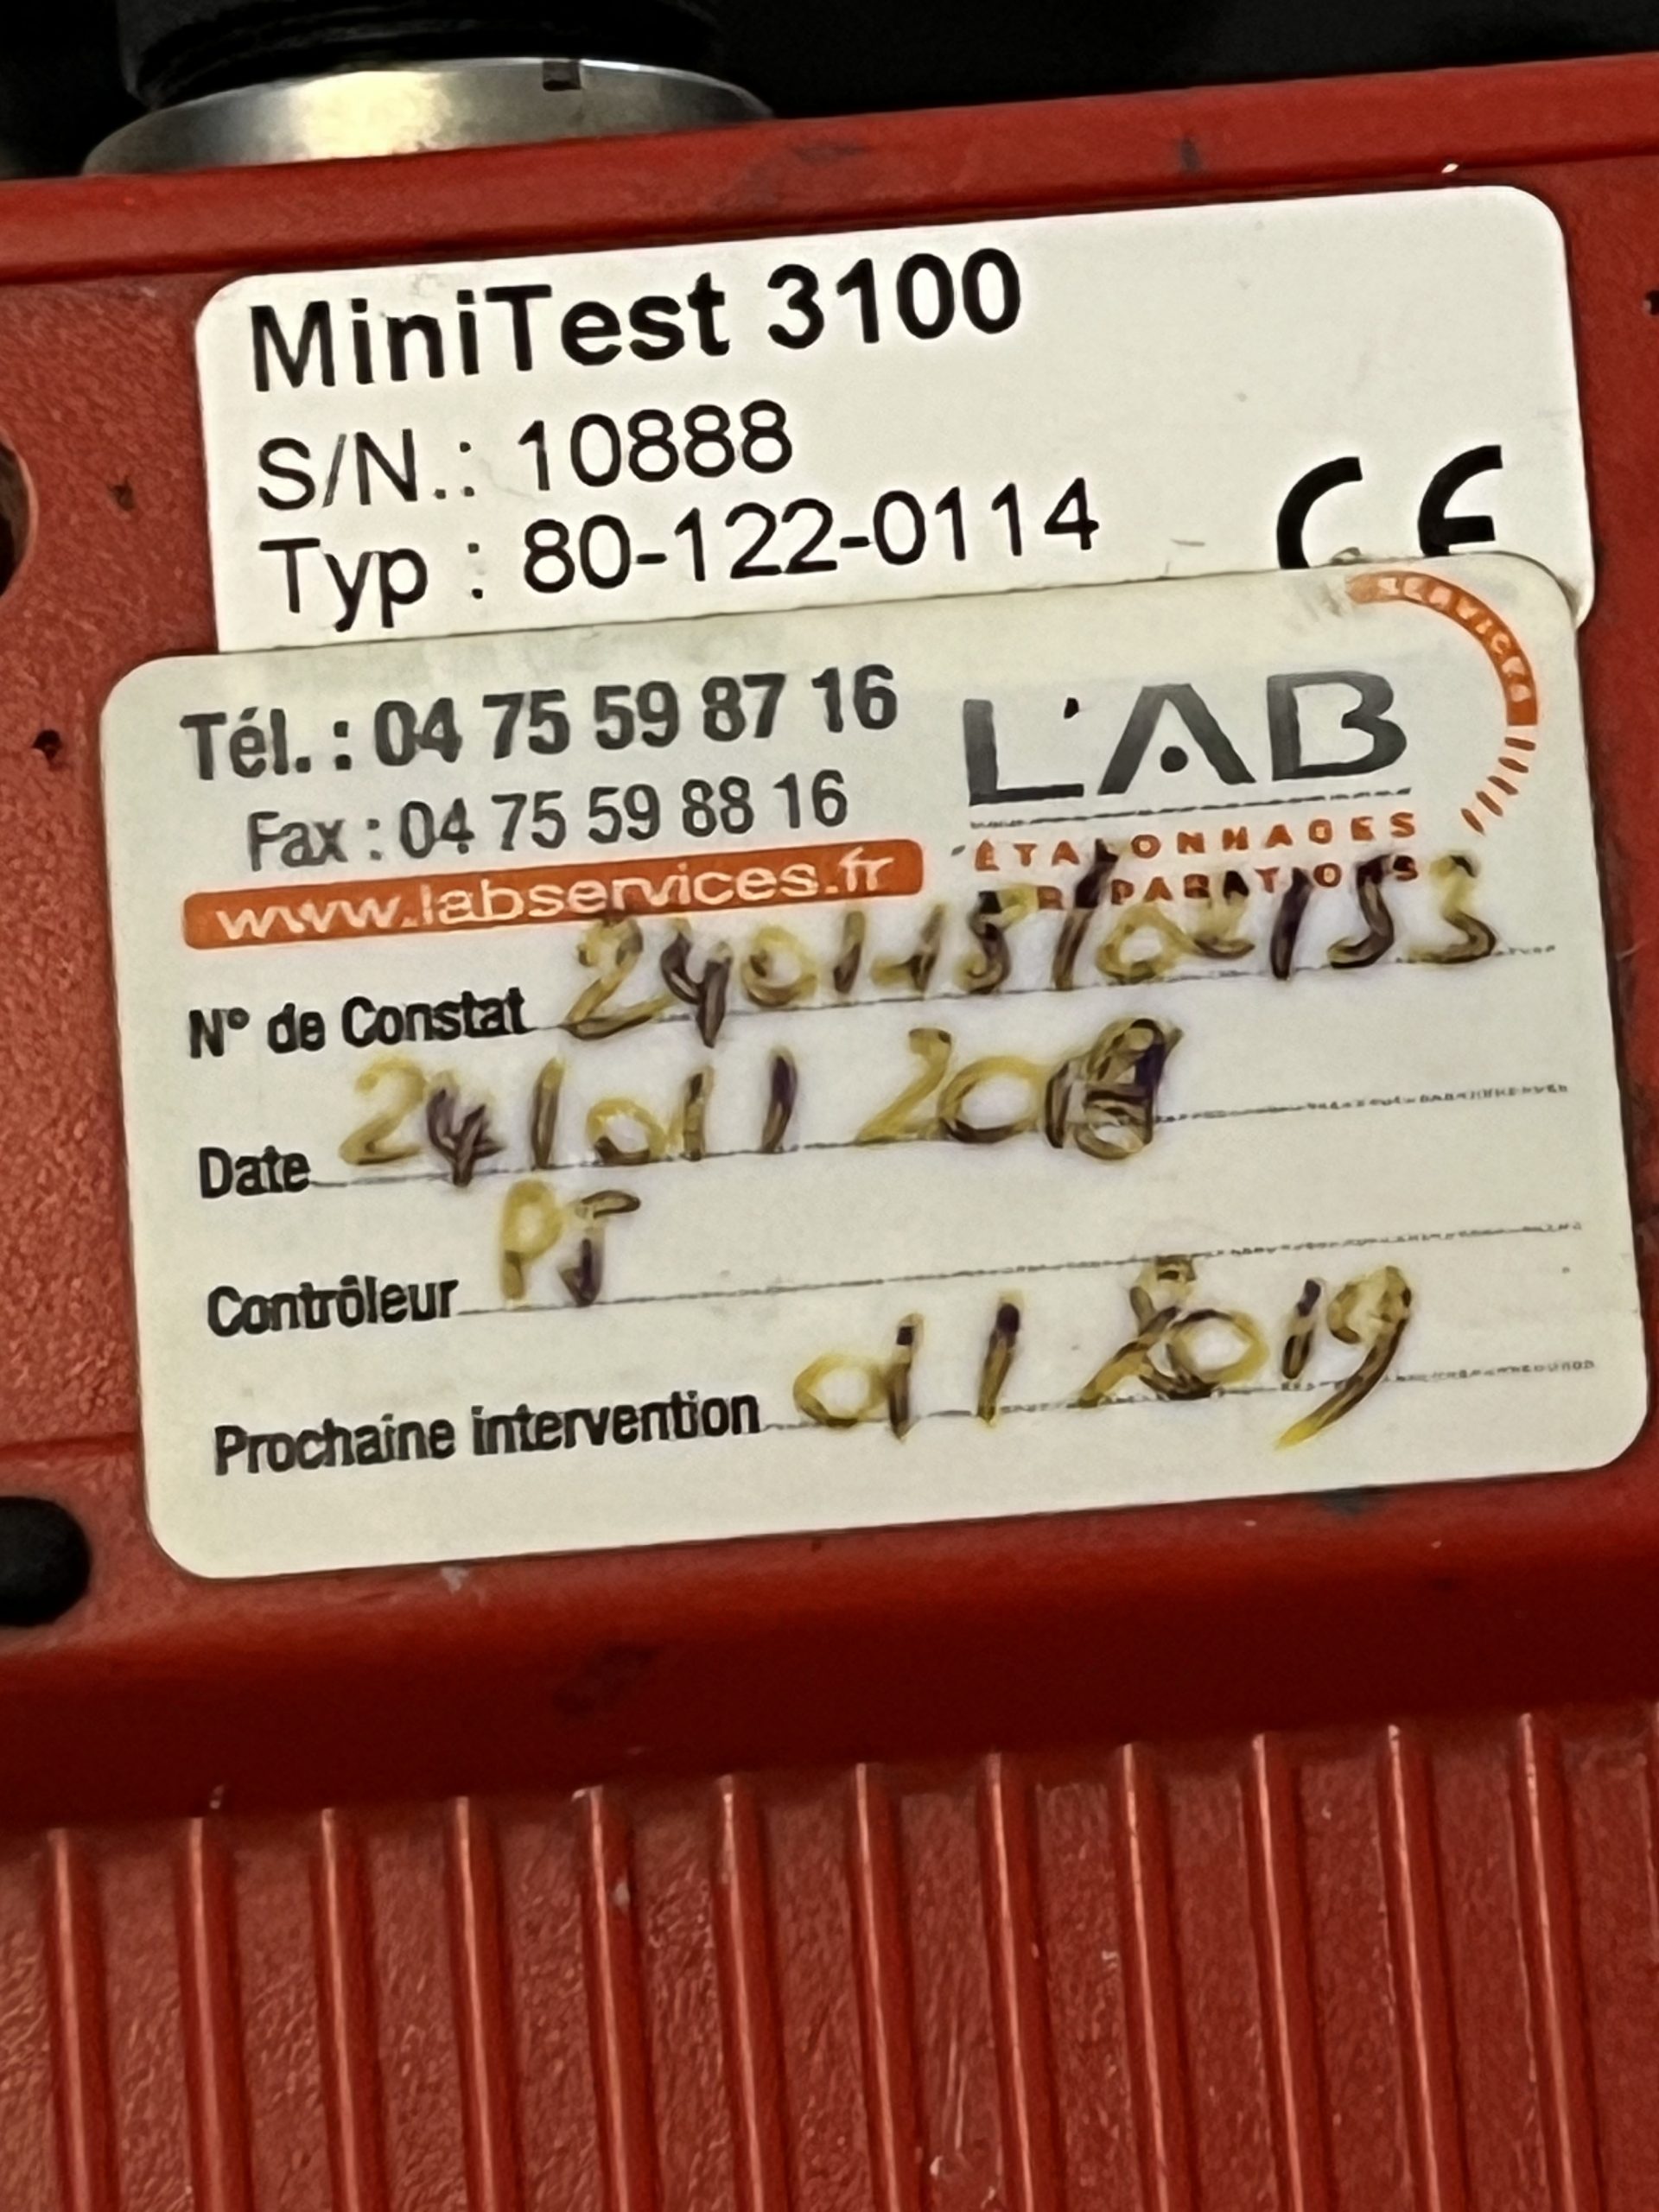 MiniTest 3100
S/N.: 10888
Typ : 80-122-0114
CE
SERVICES
Tél. : 04 75 59 87 16
L'AB
Fax : 04 75 59 88 16
ÉTALONNAGES
RÉPARATIONS
www.labservices.fr
N° de Constat
Date 24/01/2018
Contrôleur PJ
Prochaine intervention 01/2019